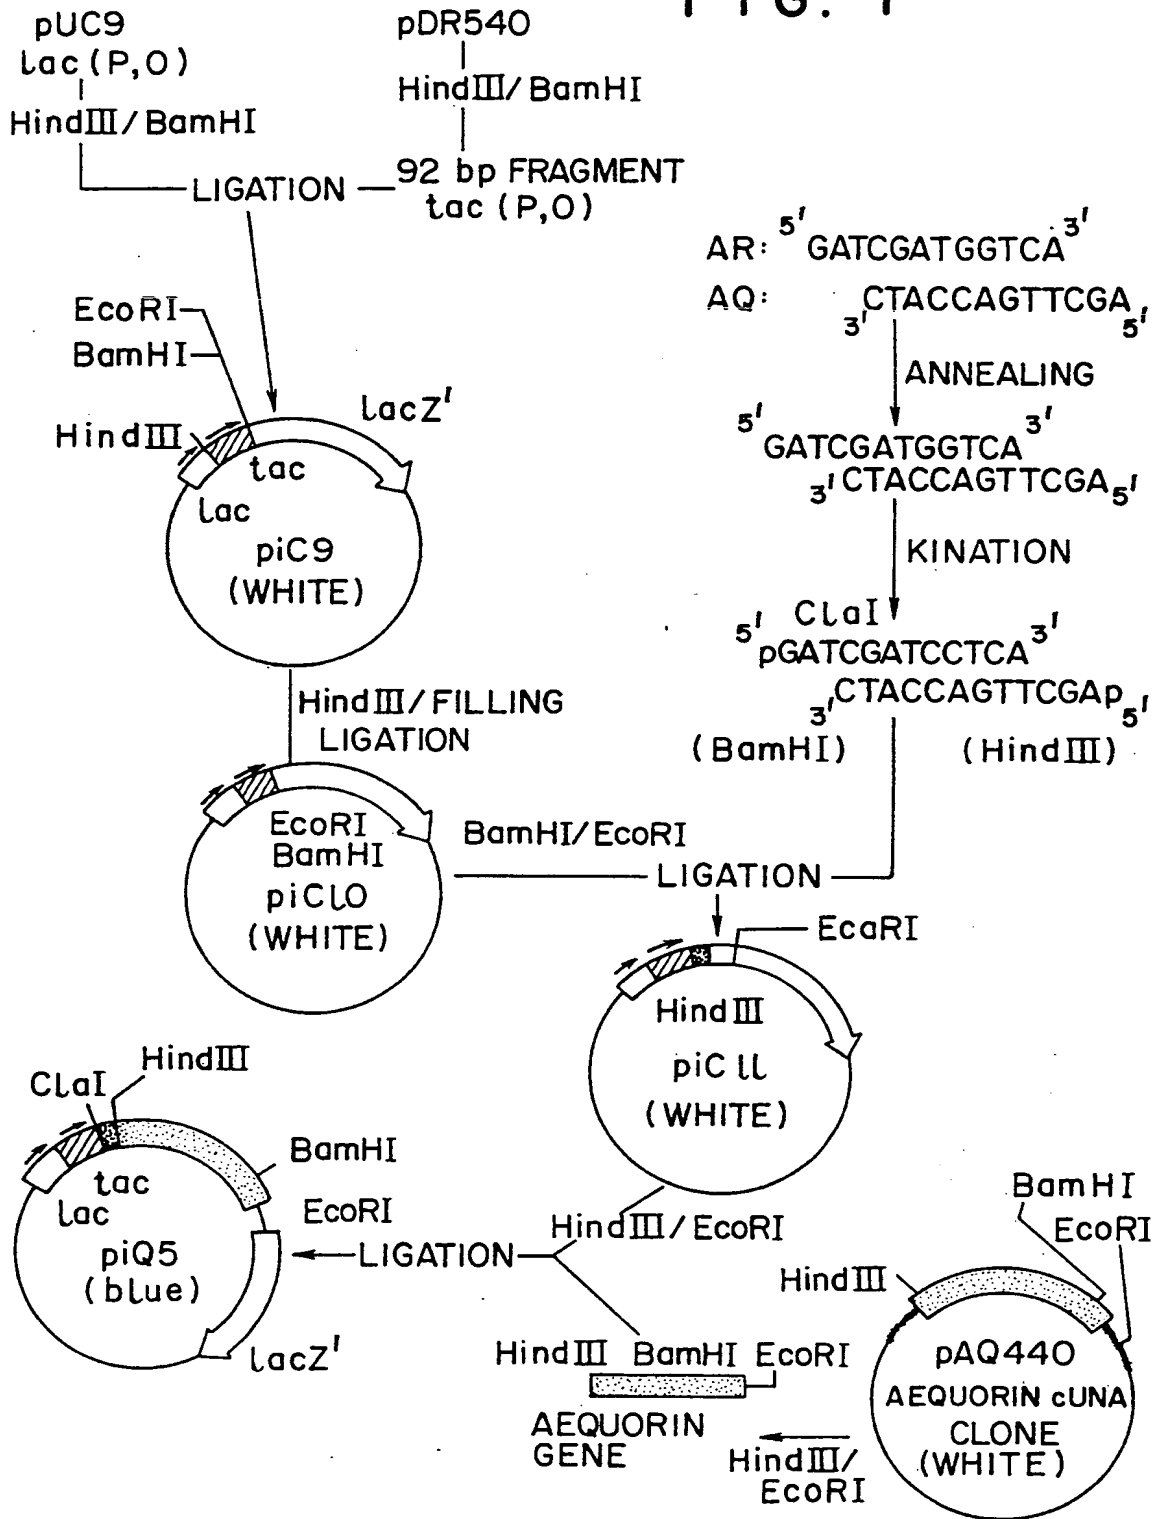 FIG. 1
pUC9
lac (P,O)
HindIII/BamHI
pDR540
HindIII/BamHI
92 bp FRAGMENT
tac (P,O)
LIGATION
AR: 5' GATCGATGGTCA 3'
AQ: 3' CTACCAGTTCGA 5'
ANNEALING
5' GATCGATGGTCA 3'
3' CTACCAGTTCGA 5'
KINATION
ClaI
5' pGATCGATCCTCA 3'
3' CTACCAGTTCGAp 5'
(BamHI) (HindIII)
EcoRI
BamHI
HindIII
lacZ'
tac
lac
piC9
(WHITE)
HindIII/FILLING
LIGATION
EcoRI
BamHI
piCl0
(WHITE)
BamHI/EcoRI
LIGATION
EcaRI
HindIII
piC ll
(WHITE)
HindIII/EcoRI
LIGATION
ClaI
HindIII
BamHI
tac
lac
EcoRI
piQ5
(blue)
lacZ'
HindIII BamHI EcoRI
AEQUORIN
GENE
HindIII/
EcoRI
BamHI
EcoRI
HindIII
pAQ440
AEQUORIN cUNA
CLONE
(WHITE)